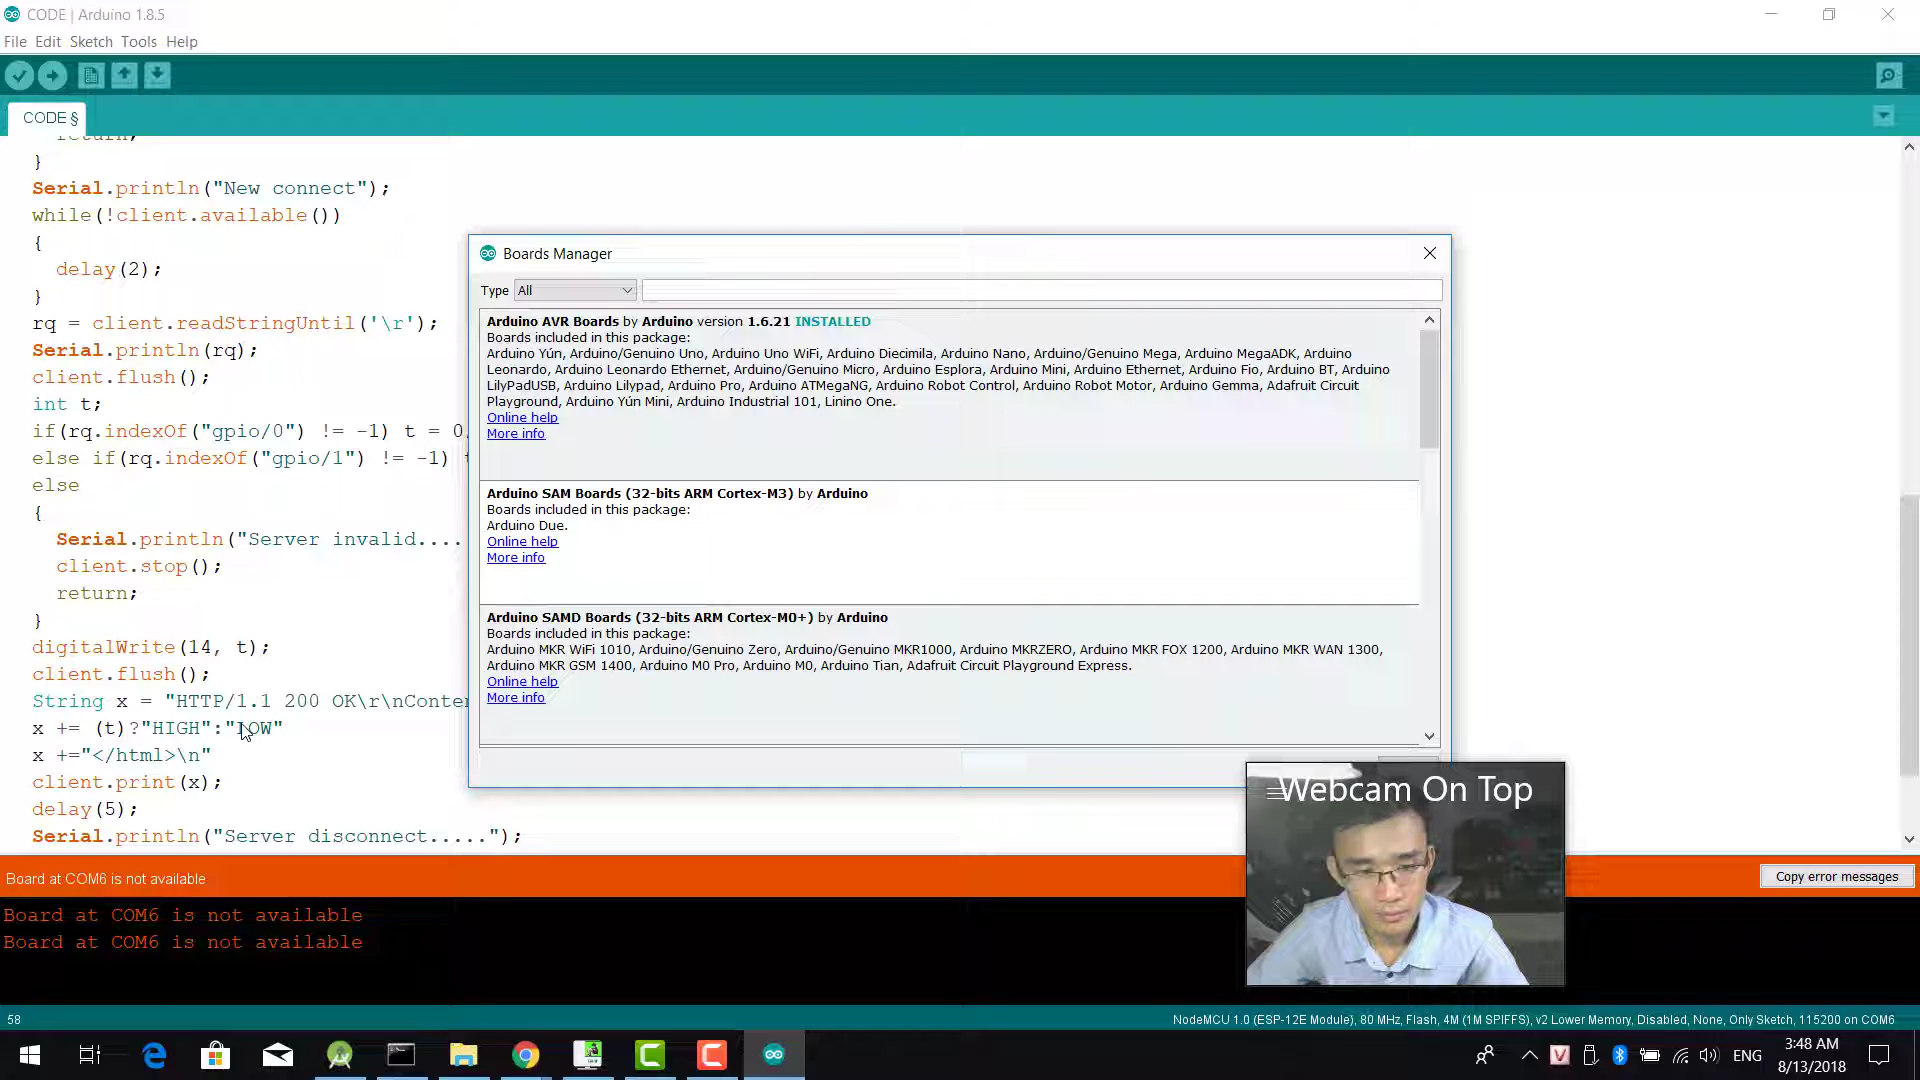 CODE | Arduino 1.8.5
File Edit Sketch Tools Help
CODE §
return;
}
Serial.println("New connect");
while(!client.available())
{
delay(2);
}
rq = client.readStringUntil('\r');
Serial.println(rq);
client.flush();
int t;
if(rq.indexOf("gpio/0") != -1) t = 0
else if(rq.indexOf("gpio/1") != -1)
else
{
Serial.println("Server invalid....
client.stop();
return;
}
digitalWrite(14, t);
client.flush();
String x = "HTTP/1.1 200 OK\r\nConten
x += (t)?"HIGH":"LOW"
x +="</html>\n"
client.print(x);
delay(5);
Serial.println("Server disconnect.....");
Boards Manager
Type All
Arduino AVR Boards by Arduino version 1.6.21 INSTALLED
Boards included in this package:
Arduino Yún, Arduino/Genuino Uno, Arduino Uno WiFi, Arduino Diecimila, Arduino Nano, Arduino/Genuino Mega, Arduino MegaADK, Arduino
Leonardo, Arduino Leonardo Ethernet, Arduino/Genuino Micro, Arduino Esplora, Arduino Mini, Arduino Ethernet, Arduino Fio, Arduino BT, Arduino
LilyPadUSB, Arduino Lilypad, Arduino Pro, Arduino ATMegaNG, Arduino Robot Control, Arduino Robot Motor, Arduino Gemma, Adafruit Circuit
Playground, Arduino Yún Mini, Arduino Industrial 101, Linino One.
Online help
More info
Arduino SAM Boards (32-bits ARM Cortex-M3) by Arduino
Boards included in this package:
Arduino Due.
Online help
More info
Arduino SAMD Boards (32-bits ARM Cortex-M0+) by Arduino
Boards included in this package:
Arduino MKR WiFi 1010, Arduino/Genuino Zero, Arduino/Genuino MKR1000, Arduino MKRZERO, Arduino MKR FOX 1200, Arduino MKR WAN 1300,
Arduino MKR GSM 1400, Arduino M0 Pro, Arduino M0, Arduino Tian, Adafruit Circuit Playground Express.
Online help
More info
Webcam On Top
Board at COM6 is not available
Copy error messages
Board at COM6 is not available
Board at COM6 is not available
58
NodeMCU 1.0 (ESP-12E Module), 80 MHz, Flash, 4M (1M SPIFFS), v2 Lower Memory, Disabled, None, Only Sketch, 115200 on COM6
ENG
3:48 AM
8/13/2018